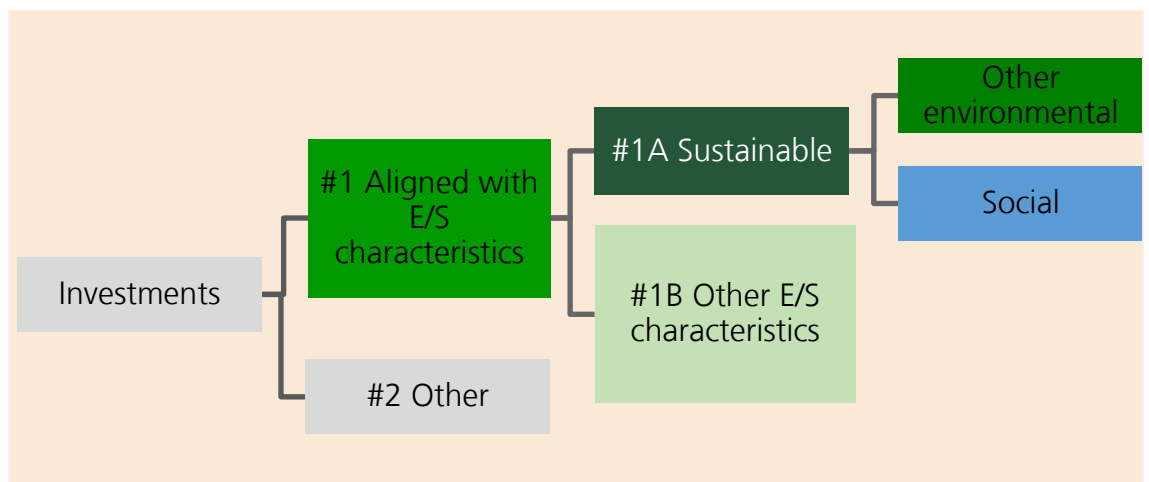 Investments
#1 Aligned with
E/S
characteristics
#2 Other
#1A Sustainable
#1B Other E/S
characteristics
Other
environmental
Social